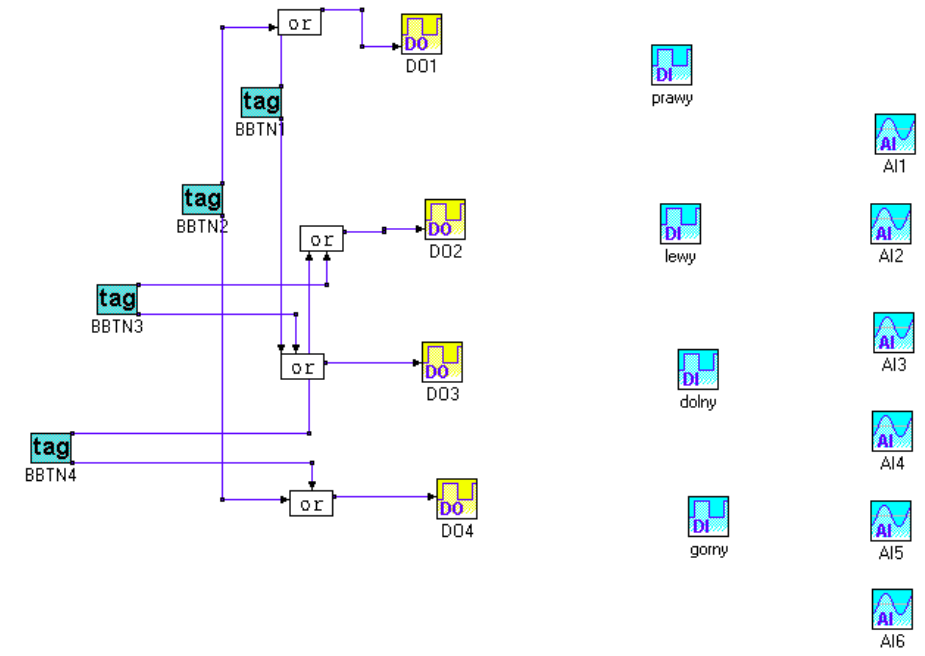 or
DO
DO1
DI
prawy
tag
BBTN1
AI
AI1
tag
BBTN2
or
DO
DO2
DI
lewy
AI
AI2
tag
BBTN3
or
DO
DO3
DI
dolny
AI
AI3
tag
BBTN4
AI
AI4
or
DO
DO4
DI
gorny
AI
AI5
AI
AI6